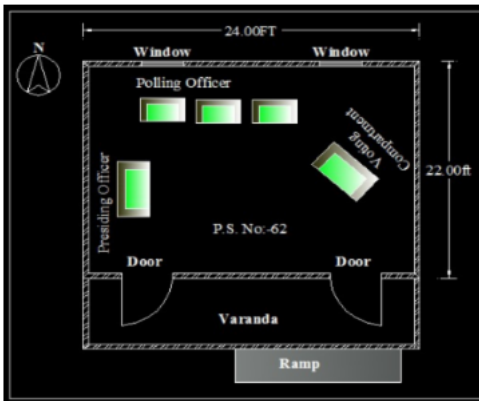 24.00FT
N
Window
Window
Polling Officer
Voting
Compartment
22.00ft
Presiding Officer
P.S. No:-62
Door
Door
Varanda
Ramp